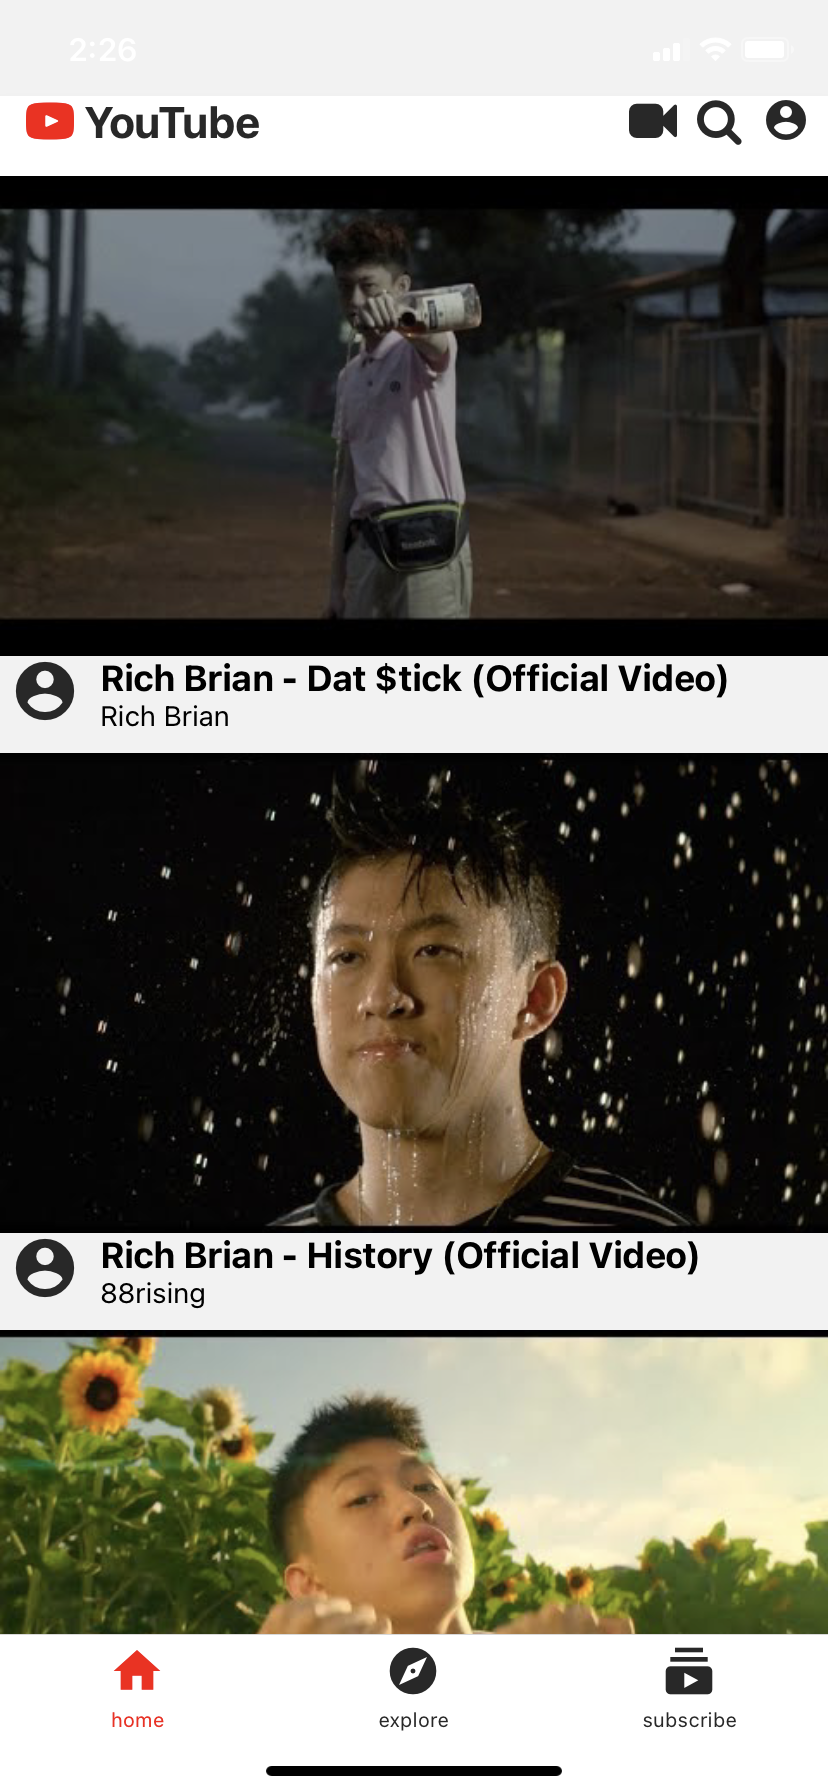 2:26
YouTube
Reebok
Rich Brian - Dat $tick (Official Video)
Rich Brian
Rich Brian - History (Official Video)
88rising
home
explore
subscribe